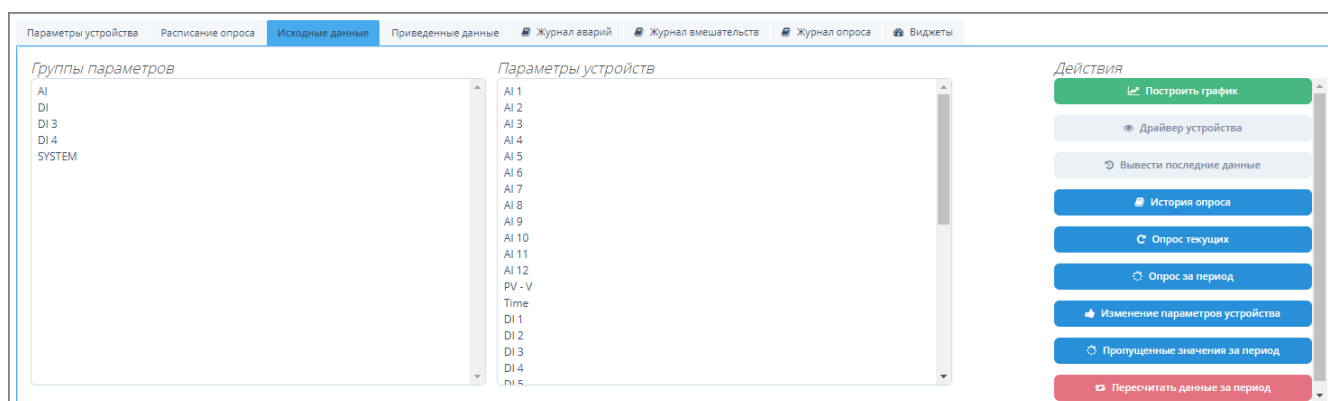 Параметры устройства Расписание опроса Исходные данные Приведенные данные Журнал аварий Журнал вмешательств Журнал опроса Виджеты
Группы параметров
AI
DI
DI 3
DI 4
SYSTEM
Параметры устройств
AI 1
AI 2
AI 3
AI 4
AI 5
AI 6
AI 7
AI 8
AI 9
AI 10
AI 11
AI 12
PV - V
Time
DI 1
DI 2
DI 3
DI 4
DI 5
Действия
Построить график
Драйвер устройства
Вывести последние данные
История опроса
Опрос текущих
Опрос за период
Изменение параметров устройства
Пропущенные значения за период
Пересчитать данные за период